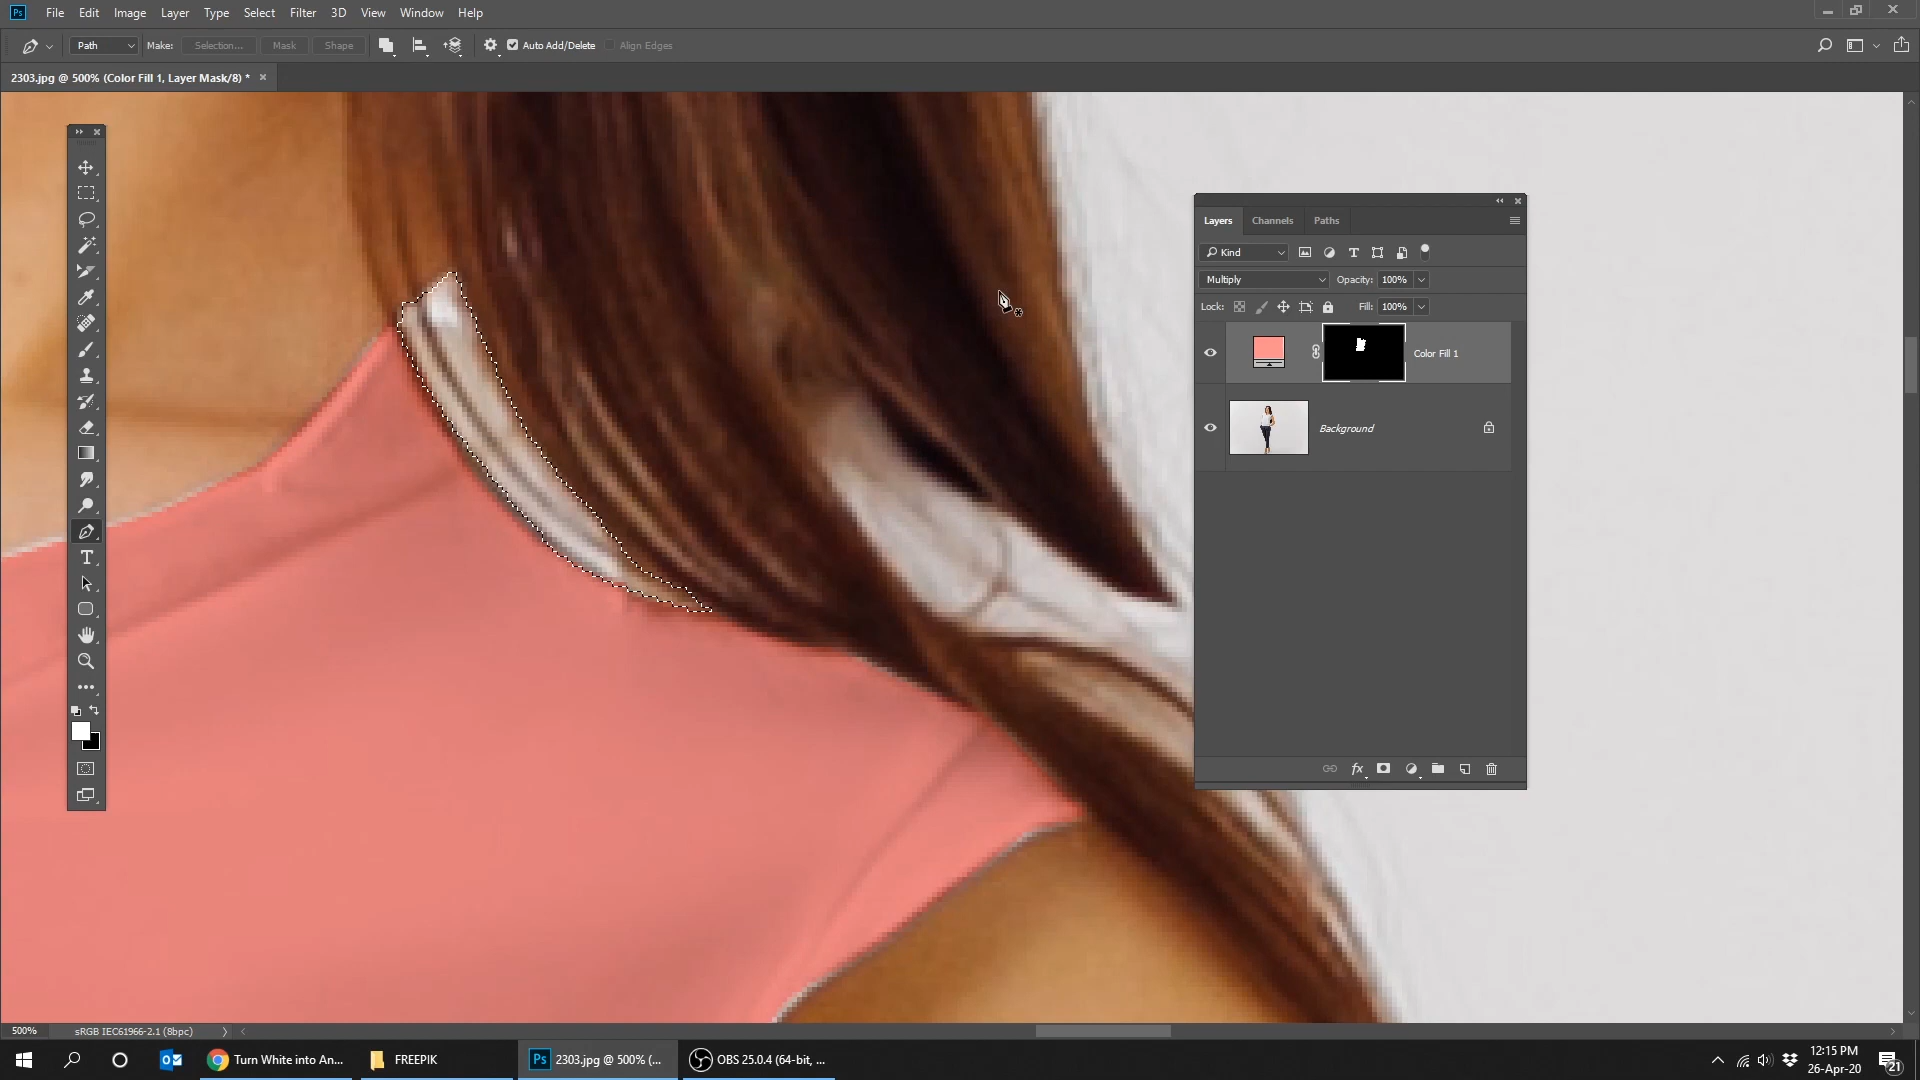 Ps File Edit Image Layer Type Select Filter 3D View Window Help
Path Make: Selection... Mask Shape Auto Add/Delete Align Edges
2303.jpg @ 500% (Color Fill 1, Layer Mask/8) *
Layers Channels Paths
Kind
Multiply Opacity: 100%
Lock: Fill: 100%
Color Fill 1
Background
fx
500% sRGB IEC61966-2.1 (8bpc)
Turn White into An... FREEPIK Ps 2303.jpg @ 500% (... OBS 25.0.4 (64-bit, ...
12:15 PM
26-Apr-20
21